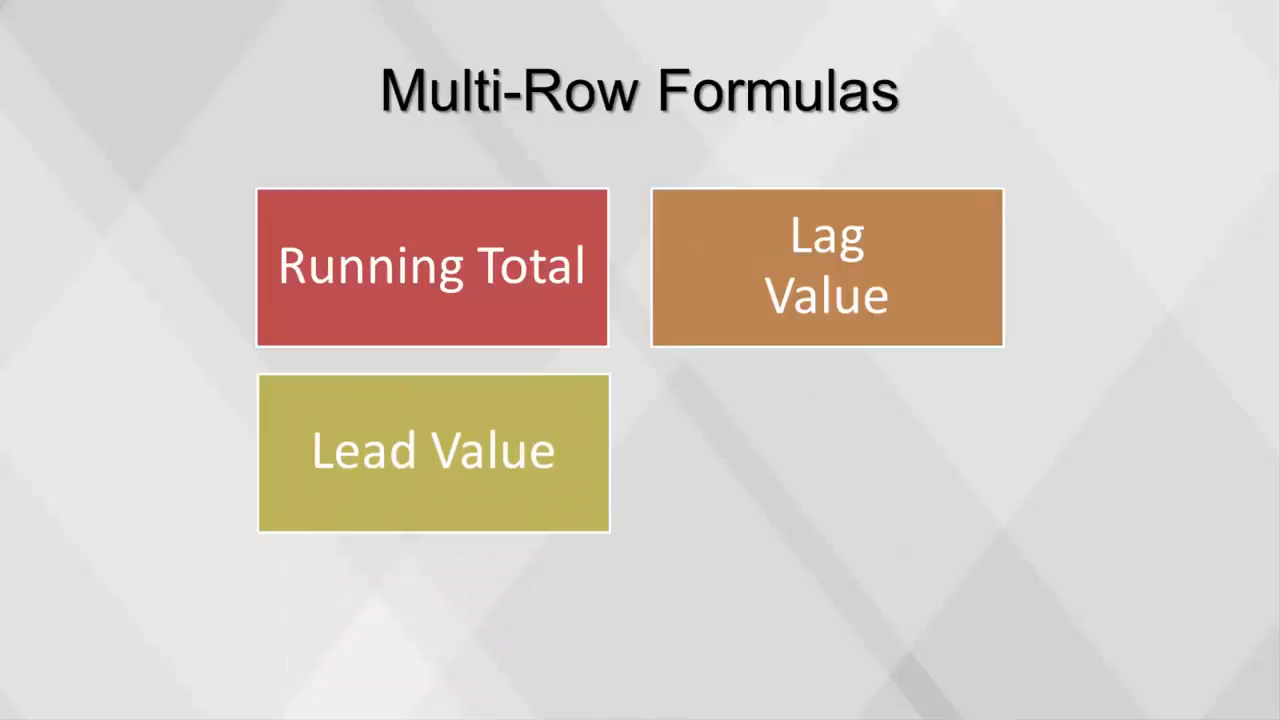 Multi-Row Formulas
Running Total
Lag
Value
Lead Value